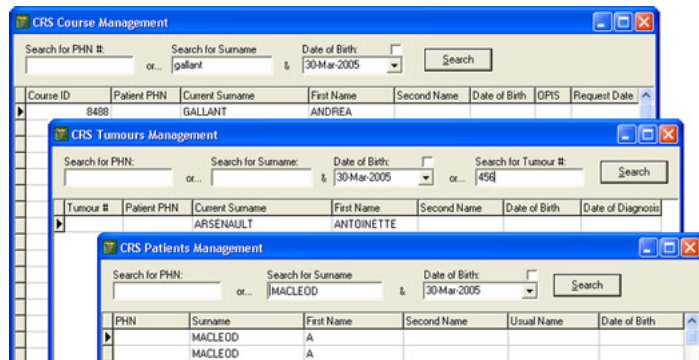 CRS Course Management
Search for PHN #: Search for Surname Date of Birth:
or... gallant & 30-Mar-2005 Search
Course ID Patient PHN Current Surname First Name Second Name Date of Birth OPIS Request Date
8488 GALLANT ANDREA
CRS Tumours Management
Search for PHN: Search for Surname: Date of Birth: Search for Tumour #:
or... & 30-Mar-2005 or... 456 Search
Tumour # Patient PHN Current Surname First Name Second Name Date of Birth Date of Diagnosis
ARSENAULT ANTOINETTE
CRS Patients Management
Search for PHN: Search for Surname Date of Birth:
or... MACLEOD & 30-Mar-2005 Search
PHN Surname First Name Second Name Usual Name Date of Birth
MACLEOD A
MACLEOD A